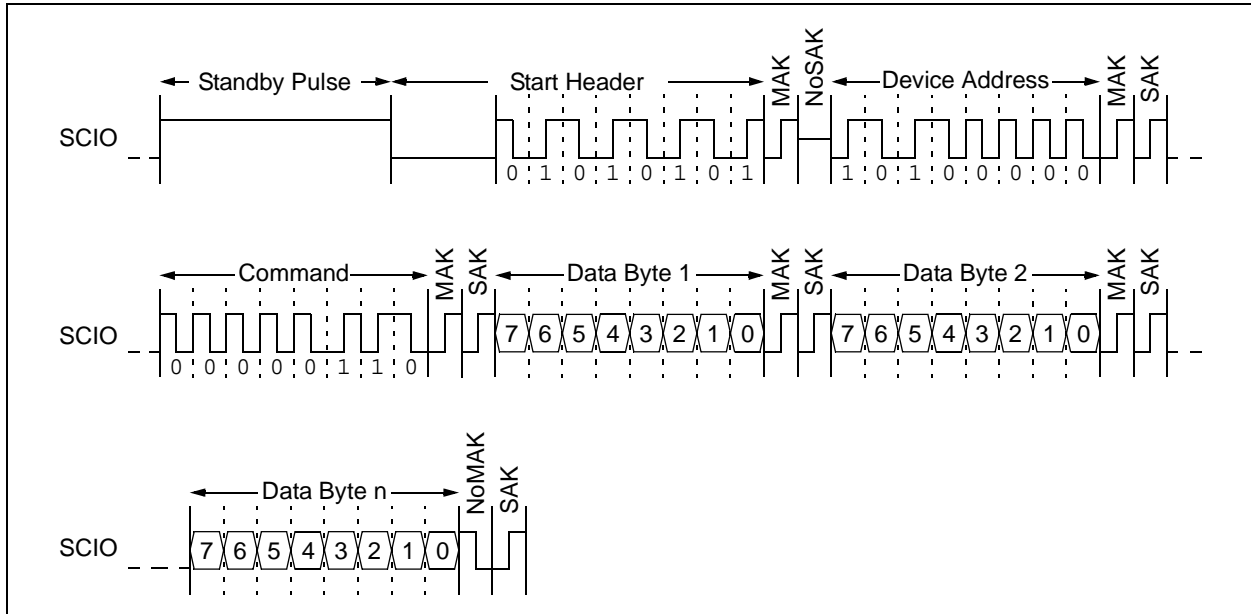 Standby Pulse Start Header MAK NoSAK Device Address MAK SAK
SCIO
0 1 0 1 0 1 0 1 1 0 1 0 0 0 0 0
Command MAK SAK Data Byte 1 MAK SAK Data Byte 2 MAK SAK
SCIO 7 6 5 4 3 2 1 0 7 6 5 4 3 2 1 0
0 0 0 0 0 1 1 0
Data Byte n NoMAK SAK
SCIO 7 6 5 4 3 2 1 0